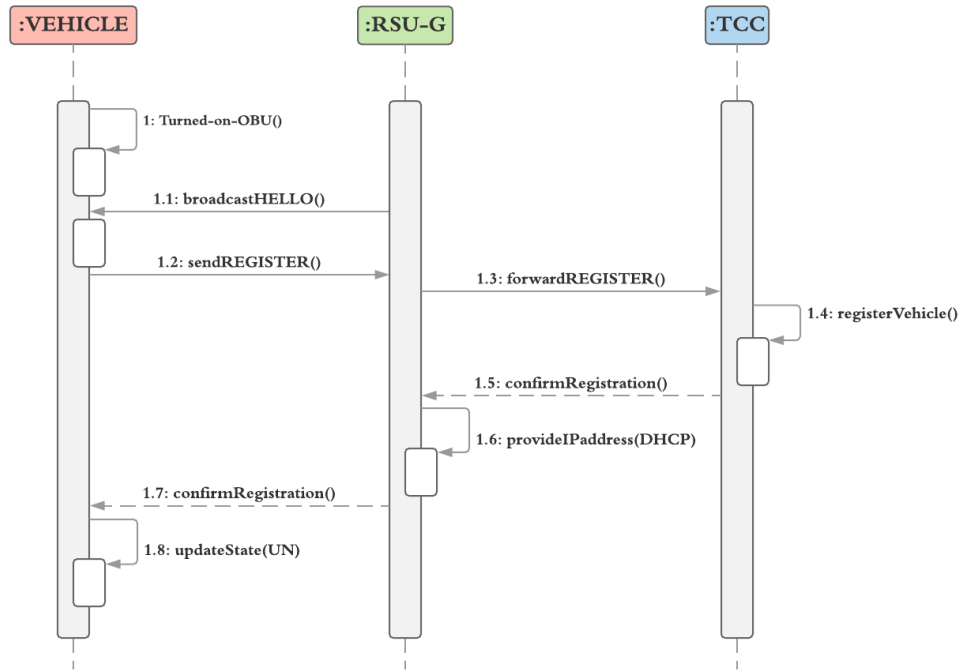 :VEHICLE
:RSU-G
:TCC
1: Turned-on-OBU()
1.1: broadcastHELLO()
1.2: sendREGISTER()
1.3: forwardREGISTER()
1.4: registerVehicle()
1.5: confirmRegistration()
1.6: provideIPaddress(DHCP)
1.7: confirmRegistration()
1.8: updateState(UN)